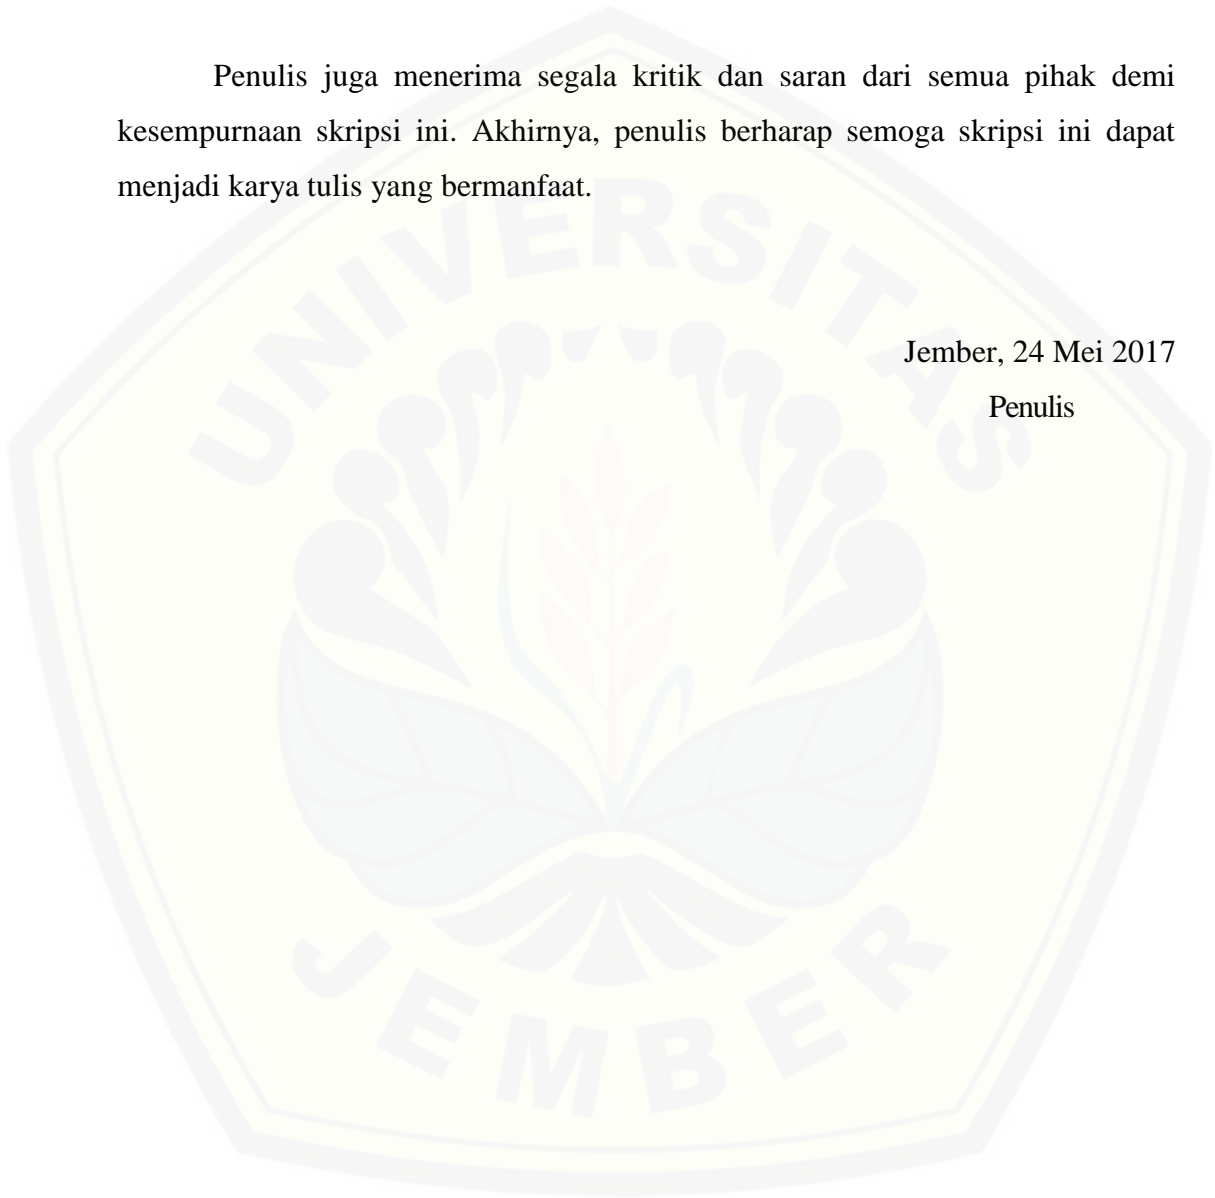 Penulis juga menerima segala kritik dan saran dari semua pihak demi
kesempurnaan skripsi ini. Akhirnya, penulis berharap semoga skripsi ini dapat
menjadi karya tulis yang bermanfaat.
UNIVERSITAS
Jember, 24 Mei 2017
Penulis
JEMBER